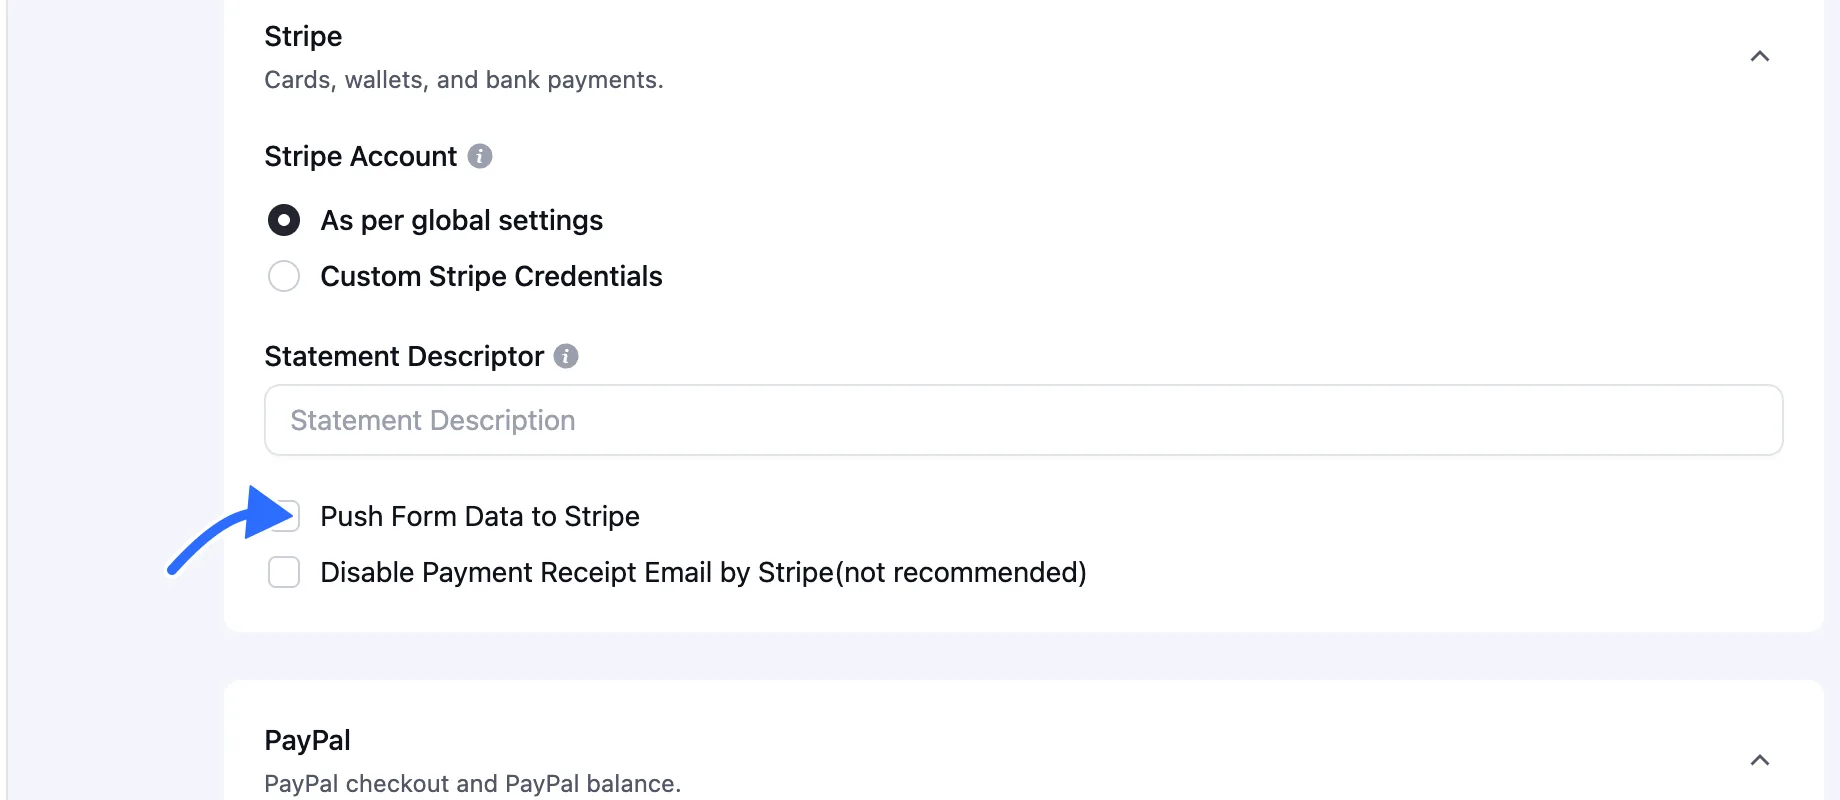 Stripe
Cards, wallets, and bank payments.
Stripe Account
As per global settings
Custom Stripe Credentials
Statement Descriptor
Statement Description
Push Form Data to Stripe
Disable Payment Receipt Email by Stripe(not recommended)
PayPal
PayPal checkout and PayPal balance.